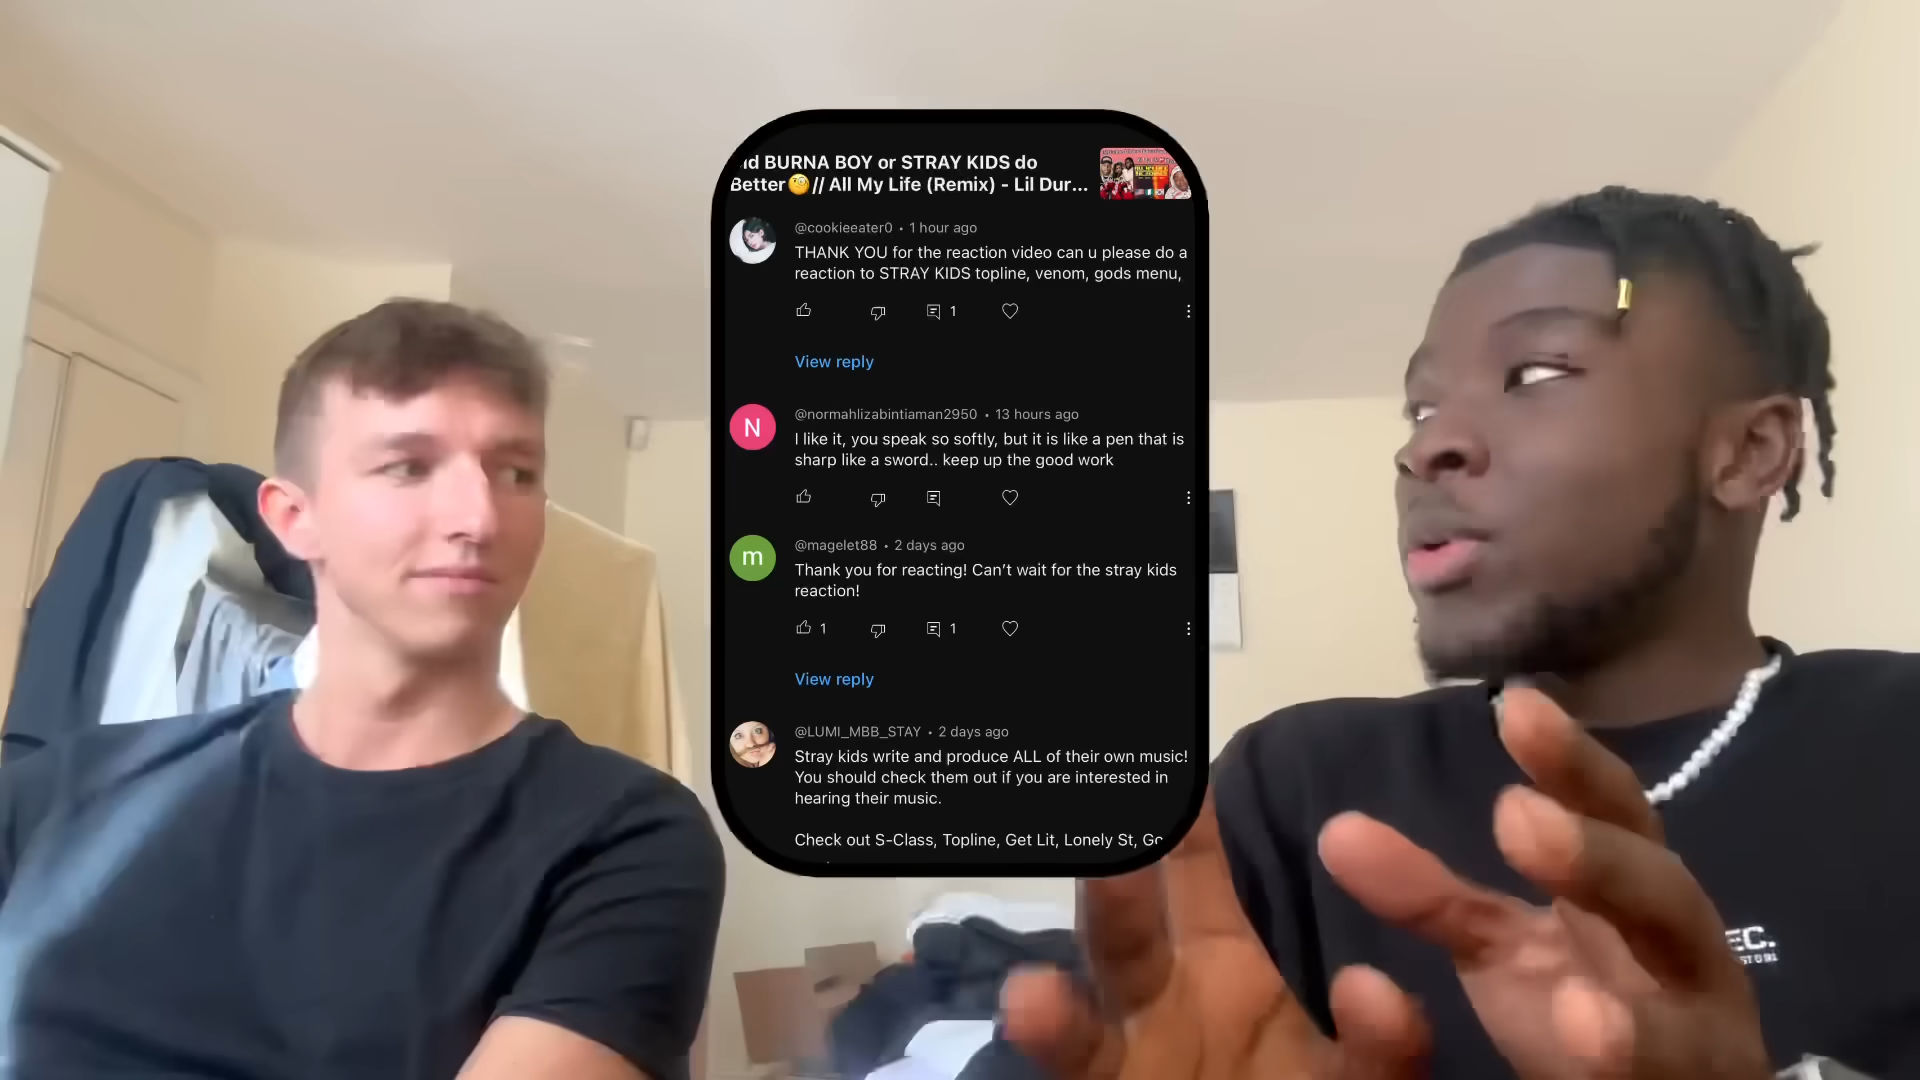 BURNA BOY or STRAY KIDS do
Better🧐// All My Life (Remix) - Lil Dur...
@cookieeater0 • 1 hour ago
THANK YOU for the reaction video can u please do a
reaction to STRAY KIDS topline, venom, gods menu,
1
View reply
N
@normahlizabintiaman2950 • 13 hours ago
I like it, you speak so softly, but it is like a pen that is
sharp like a sword.. keep up the good work
m
@magelet88 • 2 days ago
Thank you for reacting! Can't wait for the stray kids
reaction!
1 1
View reply
@LUMI_MBB_STAY • 2 days ago
Stray kids write and produce ALL of their own music!
You should check them out if you are interested in
hearing their music.
Check out S-Class, Topline, Get Lit, Lonely St, Go
EC.